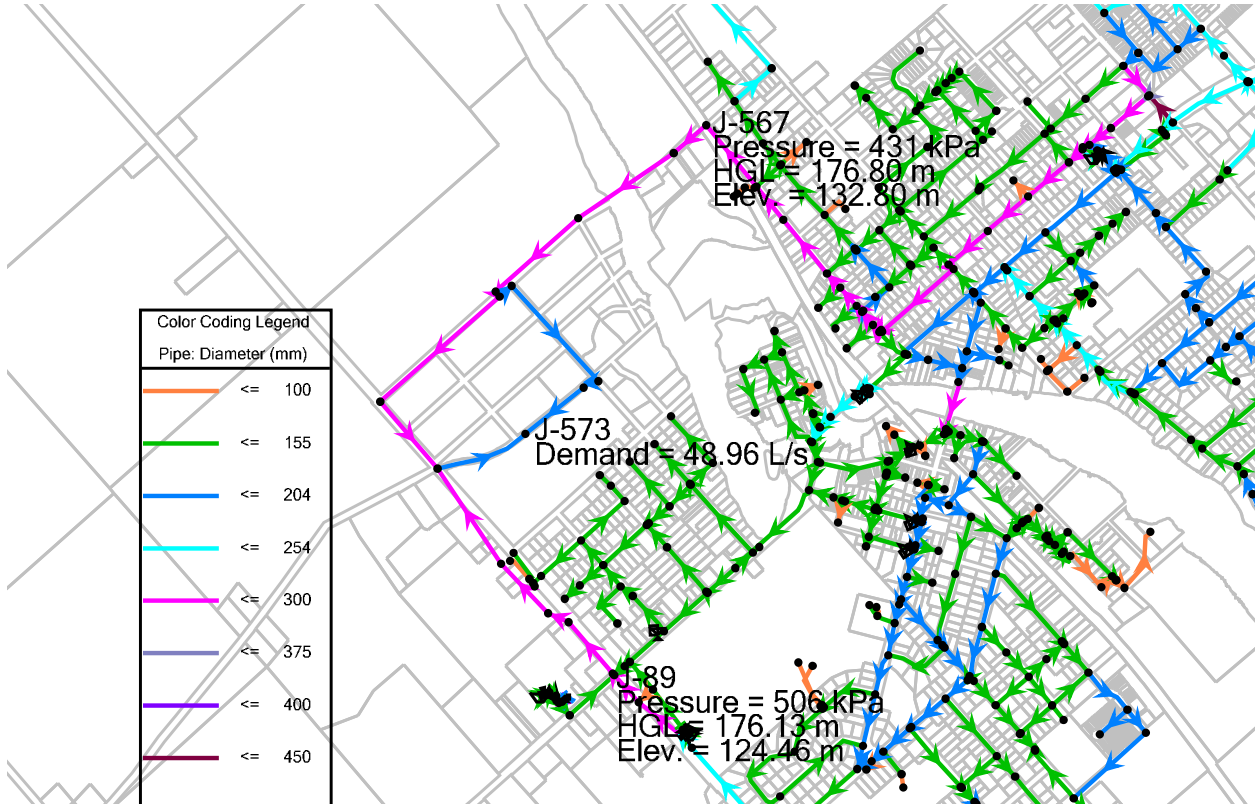 J-567
Pressure = 431 kPa
HGL = 176.80 m
Elev. = 132.80 m
Color Coding Legend
Pipe: Diameter (mm)
<= 100
<= 155
<= 204
<= 254
<= 300
<= 375
<= 400
<= 450
J-573
Demand = 48.96 L/s
J-89
Pressure = 506 kPa
HGL = 176.13 m
Elev. = 124.46 m